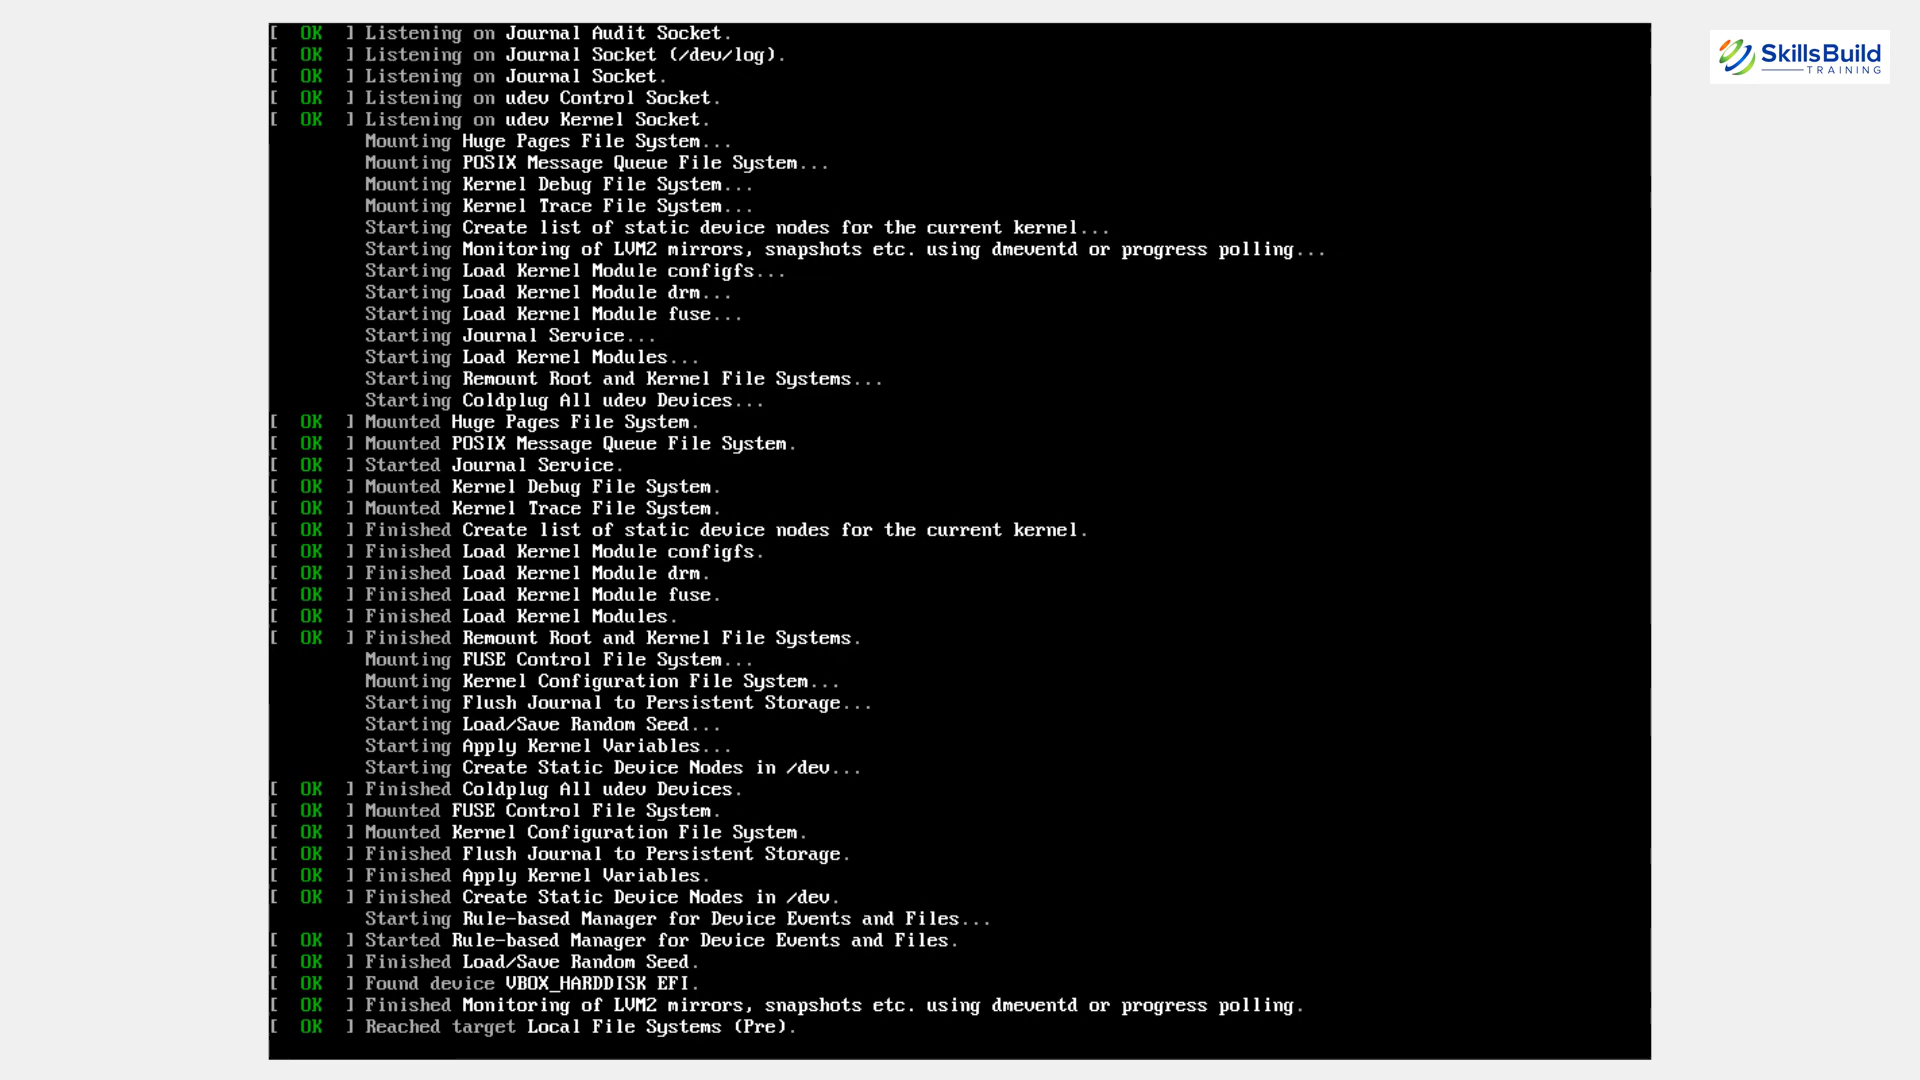 [  OK  ] Listening on Journal Audit Socket.
[  OK  ] Listening on Journal Socket (/dev/log).
[  OK  ] Listening on Journal Socket.
[  OK  ] Listening on udev Control Socket.
[  OK  ] Listening on udev Kernel Socket.
Mounting Huge Pages File System...
Mounting POSIX Message Queue File System...
Mounting Kernel Debug File System...
Mounting Kernel Trace File System...
Starting Create list of static device nodes for the current kernel...
Starting Monitoring of LVM2 mirrors, snapshots etc. using dmeventd or progress polling...
Starting Load Kernel Module configfs...
Starting Load Kernel Module drm...
Starting Load Kernel Module fuse...
Starting Journal Service...
Starting Load Kernel Modules...
Starting Remount Root and Kernel File Systems...
Starting Coldplug All udev Devices...
[  OK  ] Mounted Huge Pages File System.
[  OK  ] Mounted POSIX Message Queue File System.
[  OK  ] Started Journal Service.
[  OK  ] Mounted Kernel Debug File System.
[  OK  ] Mounted Kernel Trace File System.
[  OK  ] Finished Create list of static device nodes for the current kernel.
[  OK  ] Finished Load Kernel Module configfs.
[  OK  ] Finished Load Kernel Module drm.
[  OK  ] Finished Load Kernel Module fuse.
[  OK  ] Finished Load Kernel Modules.
[  OK  ] Finished Remount Root and Kernel File Systems.
Mounting FUSE Control File System...
Mounting Kernel Configuration File System...
Starting Flush Journal to Persistent Storage...
Starting Load/Save Random Seed...
Starting Apply Kernel Variables...
Starting Create Static Device Nodes in /dev...
[  OK  ] Finished Coldplug All udev Devices.
[  OK  ] Mounted FUSE Control File System.
[  OK  ] Mounted Kernel Configuration File System.
[  OK  ] Finished Flush Journal to Persistent Storage.
[  OK  ] Finished Apply Kernel Variables.
[  OK  ] Finished Create Static Device Nodes in /dev.
Starting Rule-based Manager for Device Events and Files...
[  OK  ] Started Rule-based Manager for Device Events and Files.
[  OK  ] Finished Load/Save Random Seed.
[  OK  ] Found device VBOX_HARDDISK EFI.
[  OK  ] Finished Monitoring of LVM2 mirrors, snapshots etc. using dmeventd or progress polling.
[  OK  ] Reached target Local File Systems (Pre).
SkillsBuild
TRAINING